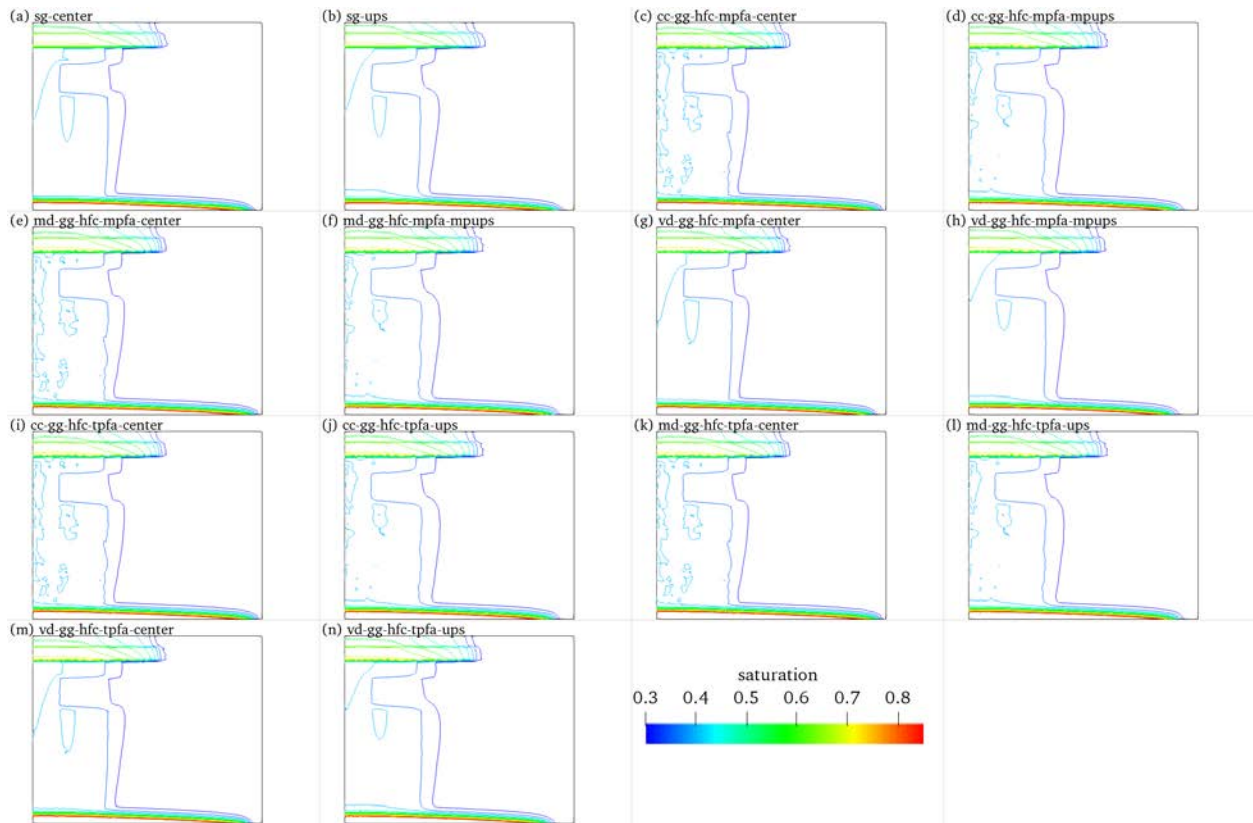 (a) sg-center
(b) sg-ups
(c) cc-gg-hfc-mpfa-center
(d) cc-gg-hfc-mpfa-mpups
(e) md-gg-hfc-mpfa-center
(f) md-gg-hfc-mpfa-mpups
(g) vd-gg-hfc-mpfa-center
(h) vd-gg-hfc-mpfa-mpups
(i) cc-gg-hfc-tpfa-center
(j) cc-gg-hfc-tpfa-ups
(k) md-gg-hfc-tpfa-center
(l) md-gg-hfc-tpfa-ups
(m) vd-gg-hfc-tpfa-center
(n) vd-gg-hfc-tpfa-ups
saturation
0.3 0.4 0.5 0.6 0.7 0.8